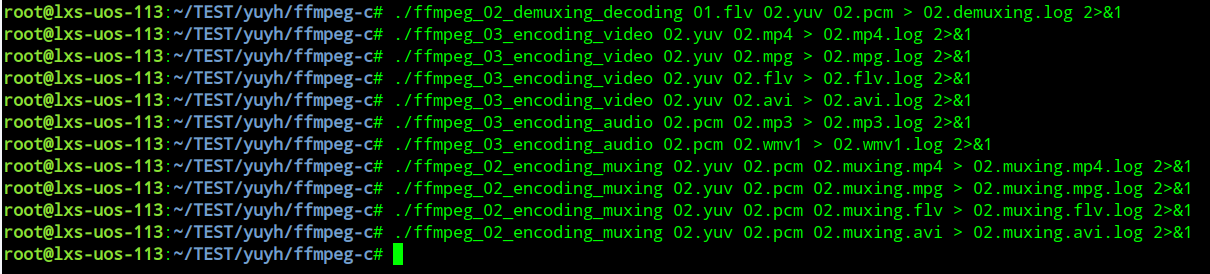 root@lxs-uos-113:~/TEST/yuyh/ffmpeg-c# ./ffmpeg_02_demuxing_decoding 01.flv 02.yuv 02.pcm > 02.demuxing.log 2>&1
root@lxs-uos-113:~/TEST/yuyh/ffmpeg-c# ./ffmpeg_03_encoding_video 02.yuv 02.mp4 > 02.mp4.log 2>&1
root@lxs-uos-113:~/TEST/yuyh/ffmpeg-c# ./ffmpeg_03_encoding_video 02.yuv 02.mpg > 02.mpg.log 2>&1
root@lxs-uos-113:~/TEST/yuyh/ffmpeg-c# ./ffmpeg_03_encoding_video 02.yuv 02.flv > 02.flv.log 2>&1
root@lxs-uos-113:~/TEST/yuyh/ffmpeg-c# ./ffmpeg_03_encoding_video 02.yuv 02.avi > 02.avi.log 2>&1
root@lxs-uos-113:~/TEST/yuyh/ffmpeg-c# ./ffmpeg_03_encoding_audio 02.pcm 02.mp3 > 02.mp3.log 2>&1
root@lxs-uos-113:~/TEST/yuyh/ffmpeg-c# ./ffmpeg_03_encoding_audio 02.pcm 02.wmv1 > 02.wmv1.log 2>&1
root@lxs-uos-113:~/TEST/yuyh/ffmpeg-c# ./ffmpeg_02_encoding_muxing 02.yuv 02.pcm 02.muxing.mp4 > 02.muxing.mp4.log 2>&1
root@lxs-uos-113:~/TEST/yuyh/ffmpeg-c# ./ffmpeg_02_encoding_muxing 02.yuv 02.pcm 02.muxing.mpg > 02.muxing.mpg.log 2>&1
root@lxs-uos-113:~/TEST/yuyh/ffmpeg-c# ./ffmpeg_02_encoding_muxing 02.yuv 02.pcm 02.muxing.flv > 02.muxing.flv.log 2>&1
root@lxs-uos-113:~/TEST/yuyh/ffmpeg-c# ./ffmpeg_02_encoding_muxing 02.yuv 02.pcm 02.muxing.avi > 02.muxing.avi.log 2>&1
root@lxs-uos-113:~/TEST/yuyh/ffmpeg-c#